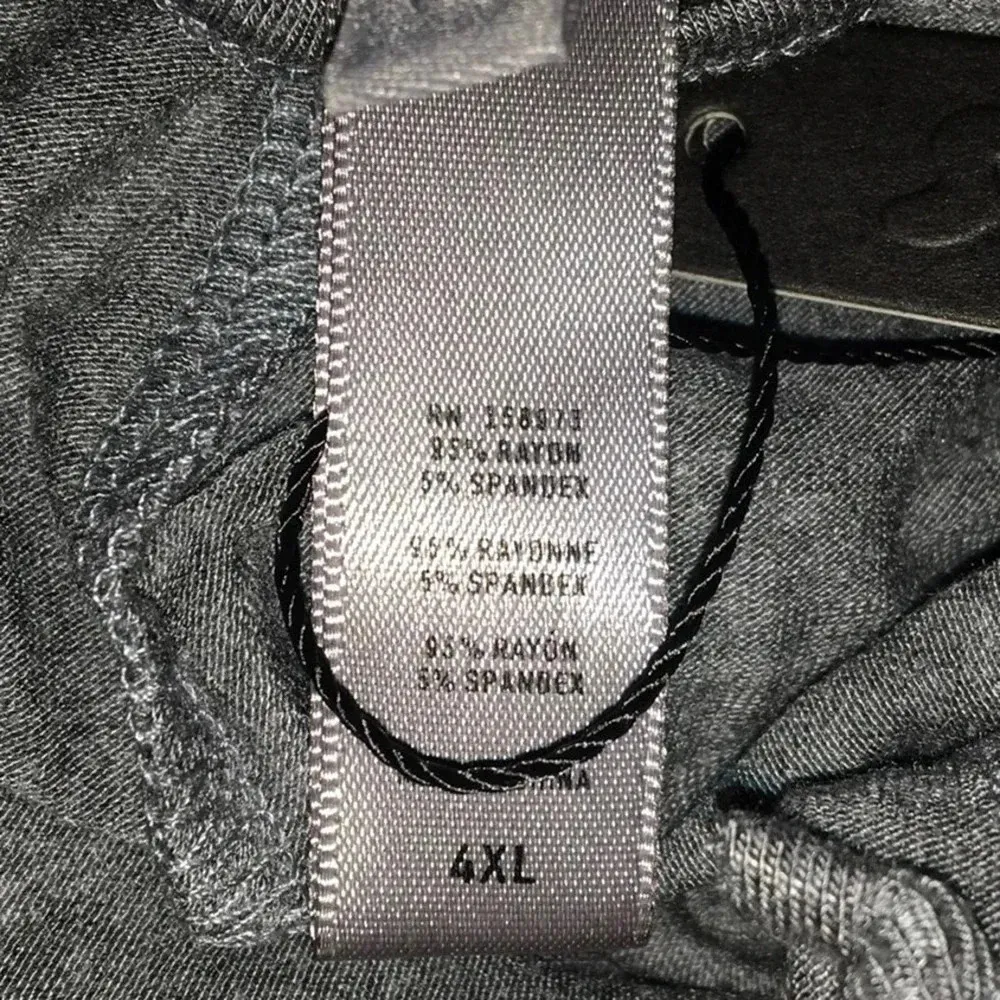 RN 158973
95% RAYON
5% SPANDEX
95% RAYONNE
5% SPANDEX
95% RAYÓN
5% SPANDEX
4XL